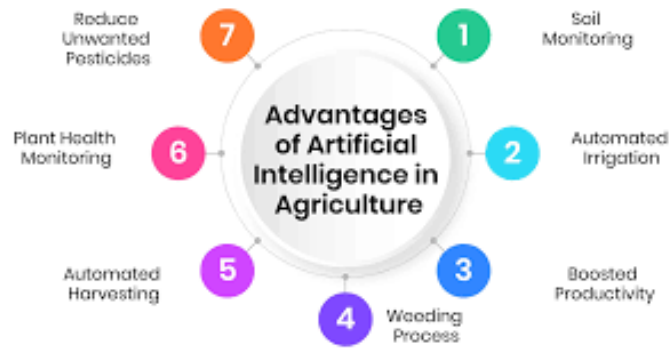 Advantages
of Artificial
Intelligence in
Agriculture
1
Soil
Monitoring
2
Automated
Irrigation
3
Boosted
Productivity
4
Weeding
Process
5
Automated
Harvesting
6
Plant Health
Monitoring
7
Reduce
Unwanted
Pesticides